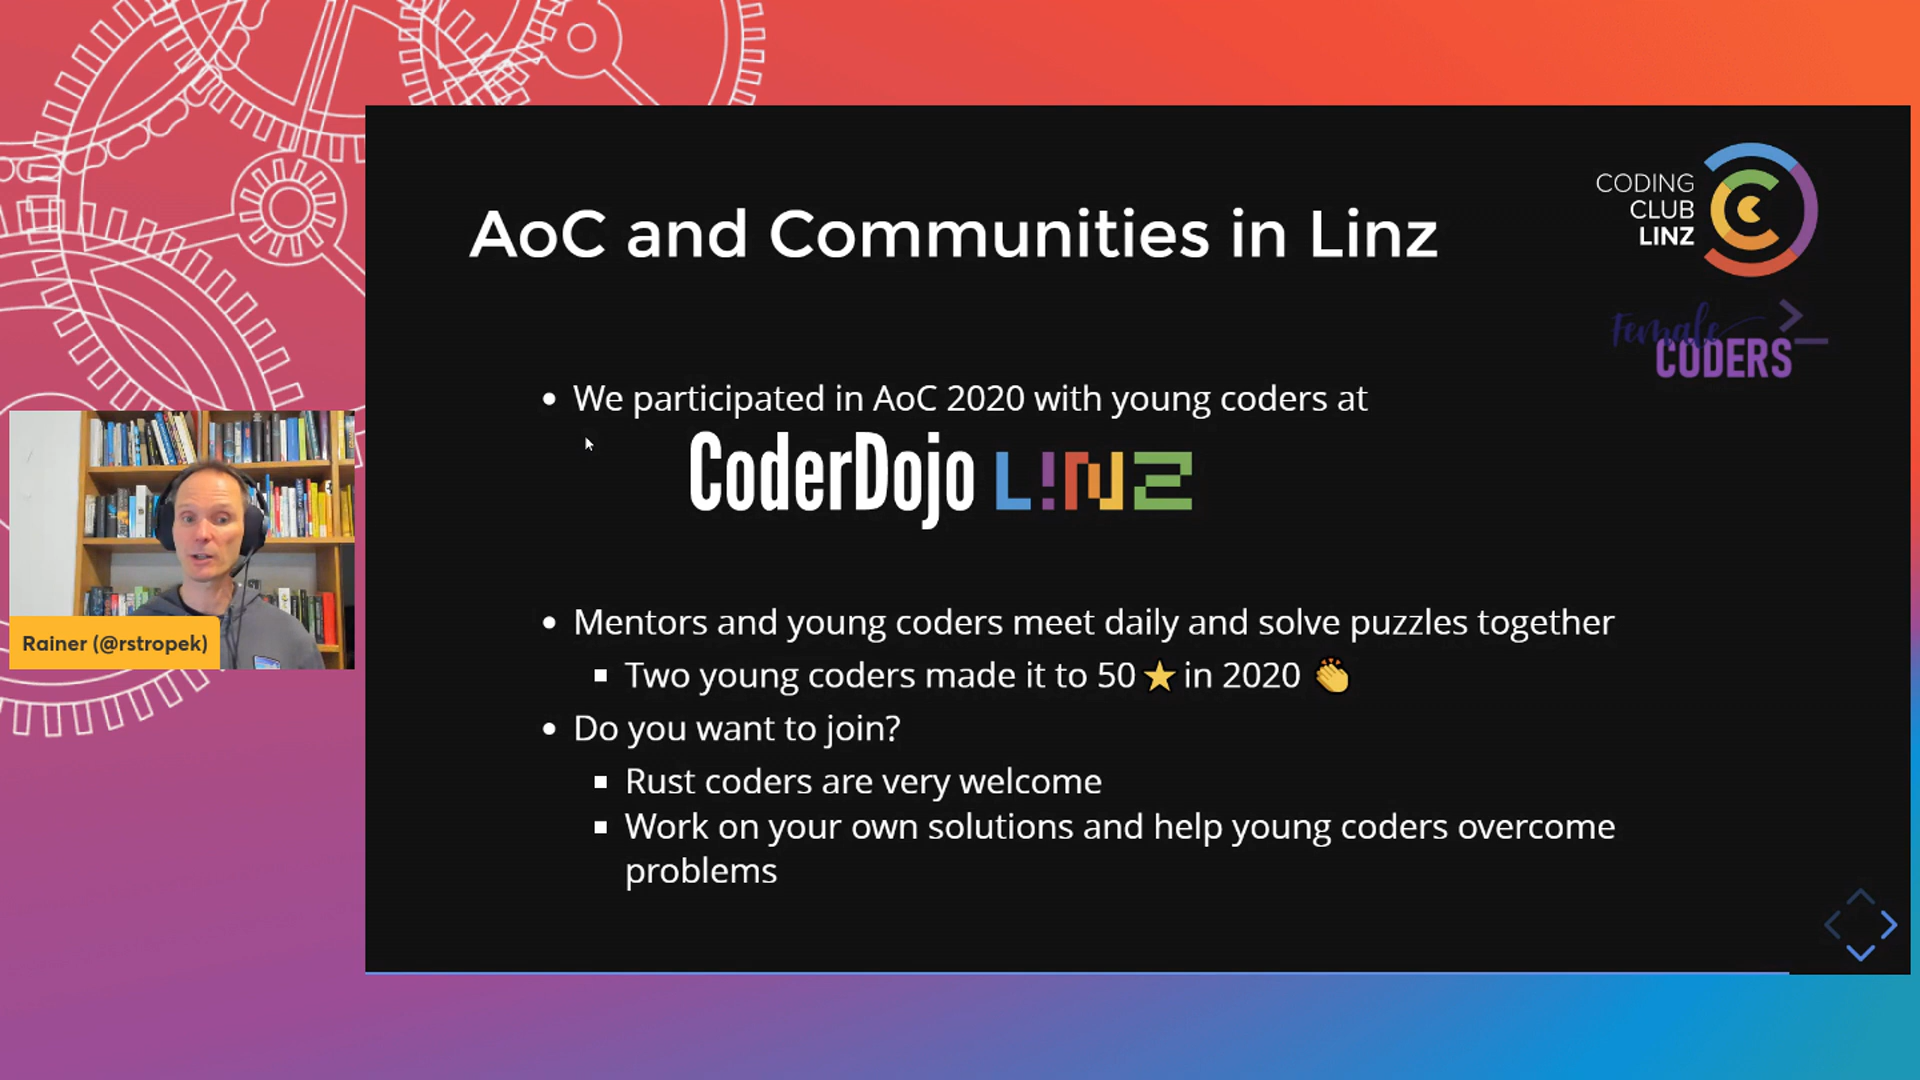 AoC and Communities in Linz
CODING
CLUB
LINZ
Female
CODERS
• We participated in AoC 2020 with young coders at
CoderDojo L!NZ
• Mentors and young coders meet daily and solve puzzles together
▪ Two young coders made it to 50 ⭐ in 2020 👏
• Do you want to join?
▪ Rust coders are very welcome
▪ Work on your own solutions and help young coders overcome
problems
Rainer (@rstropek)